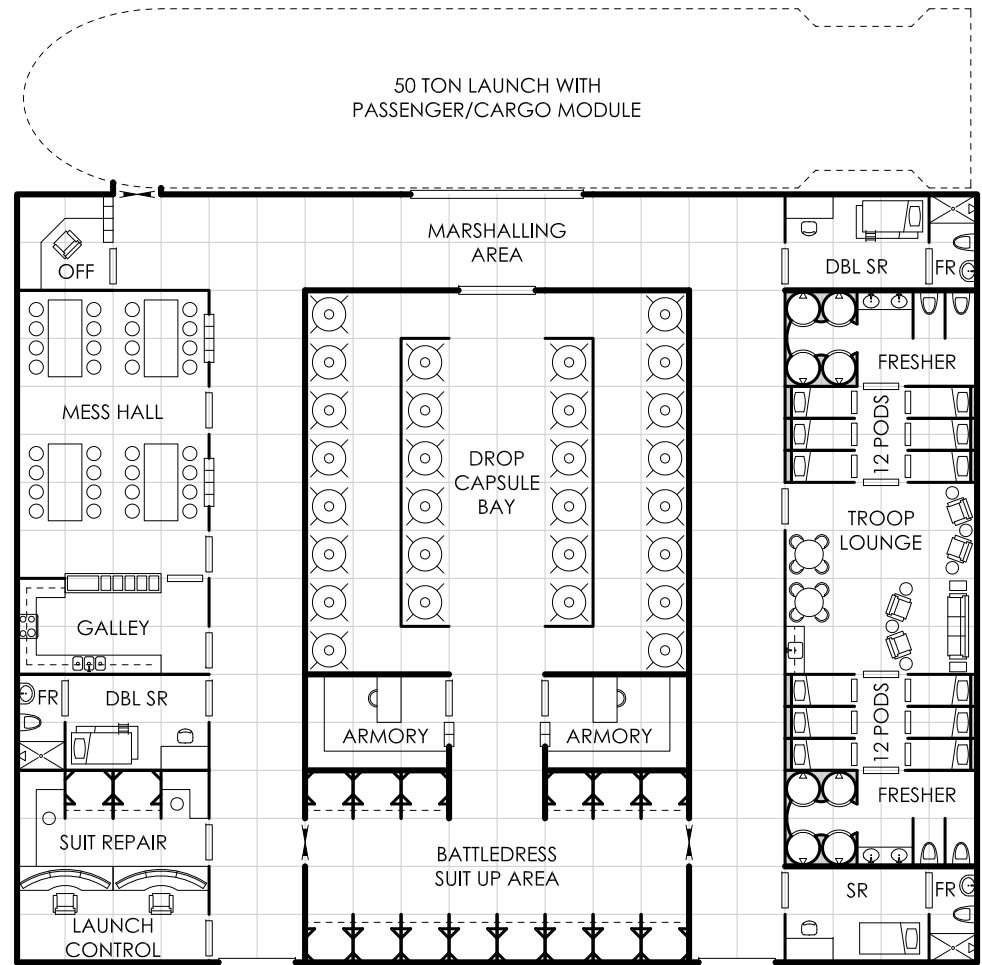 50 TON LAUNCH WITH
PASSENGER/CARGO MODULE
MARSHALLING
AREA
OFF
DBL SR
FR
FRESHER
MESS HALL
12 PODS
DROP
CAPSULE
BAY
TROOP
LOUNGE
GALLEY
FR
DBL SR
12 PODS
ARMORY
ARMORY
FRESHER
SUIT REPAIR
BATTLEDRESS
SUIT UP AREA
SR
FR
LAUNCH
CONTROL